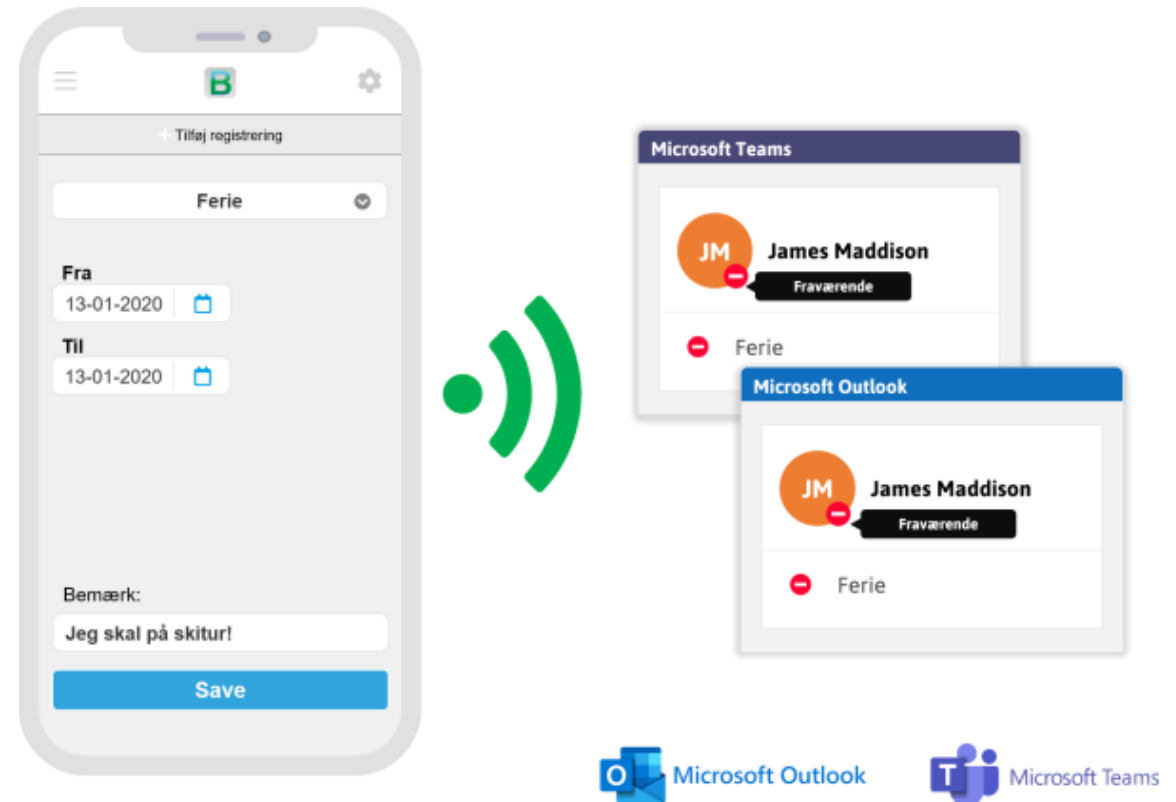 B
Tilføj registrering
Ferie
Fra
13-01-2020
Til
13-01-2020
Bemærk:
Jeg skal på skitur!
Save
Microsoft Teams
JM
James Maddison
Fraværende
Ferie
Microsoft Outlook
JM
James Maddison
Fraværende
Ferie
O
Microsoft Outlook
T
Microsoft Teams